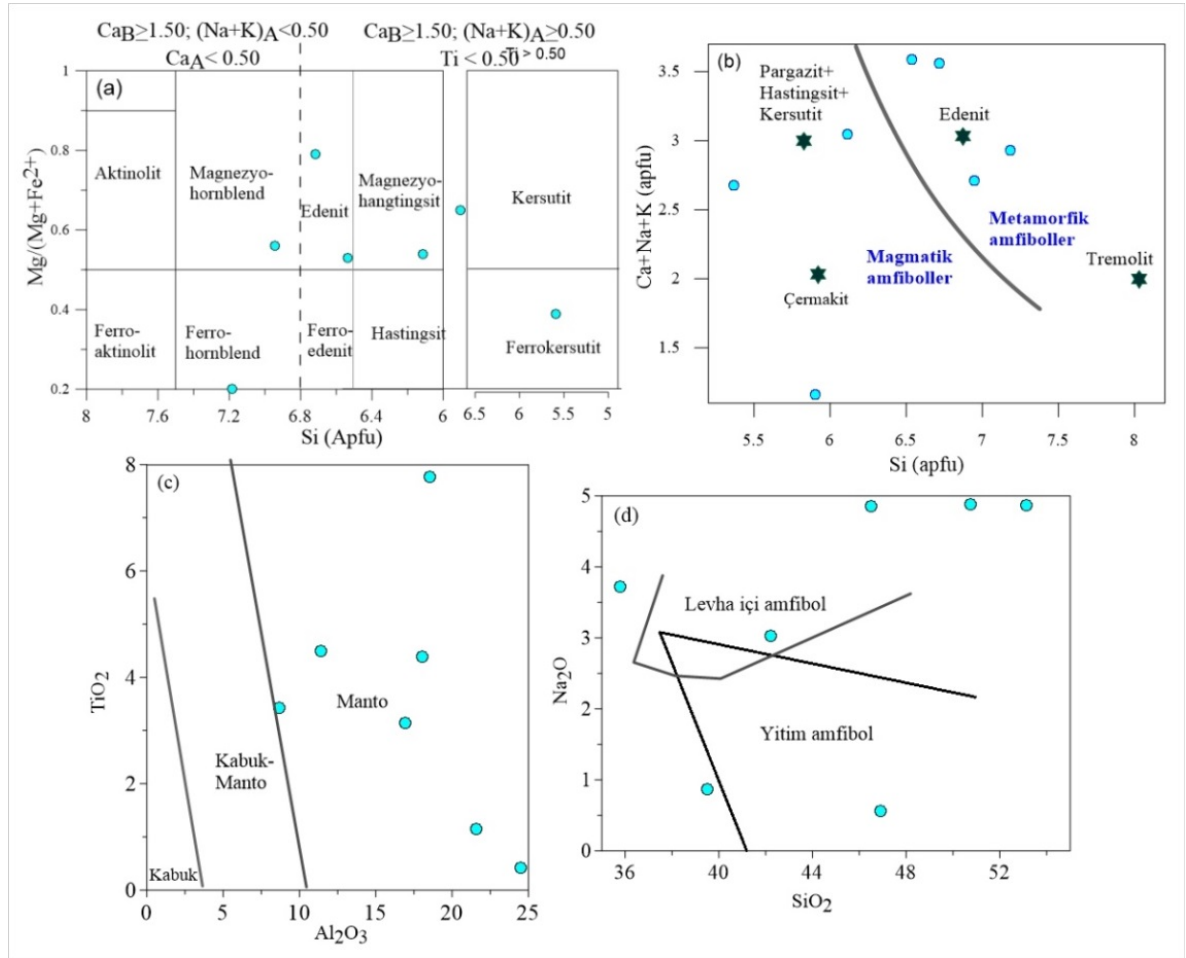 CaB≥1.50; (Na+K)A<0.50
CaA< 0.50
CaB≥1.50; (Na+K)A≥0.50
Ti < 0.50 Ti > 0.50
(a)
1
0.8
0.6
0.4
0.2
Mg/(Mg+Fe2+)
Aktinolit
Magnezyo-
hornblend
Edenit
Magnezyo-
hangtingsit
Kersutit
Ferro-
aktinolit
Ferro-
hornblend
Ferro-
edenit
Hastingsit
Ferrokersutit
8 7.6 7.2 6.8 6.4 6
6.5 6 5.5 5
Si (Apfu)
(b)
3.5
3
2.5
2
1.5
Ca+Na+K (apfu)
Pargazit+
Hastingsit+
Kersutit
Edenit
Metamorfik
amfiboller
Magmatik
amfiboller
Tremolit
Çermakit
5.5 6 6.5 7 7.5 8
Si (apfu)
(c)
8
6
4
2
0
TiO2
Manto
Kabuk-
Manto
Kabuk
0 5 10 15 20 25
Al2O3
(d)
5
4
3
2
1
0
Na2O
Levha içi amfibol
Yitim amfibol
36 40 44 48 52
SiO2